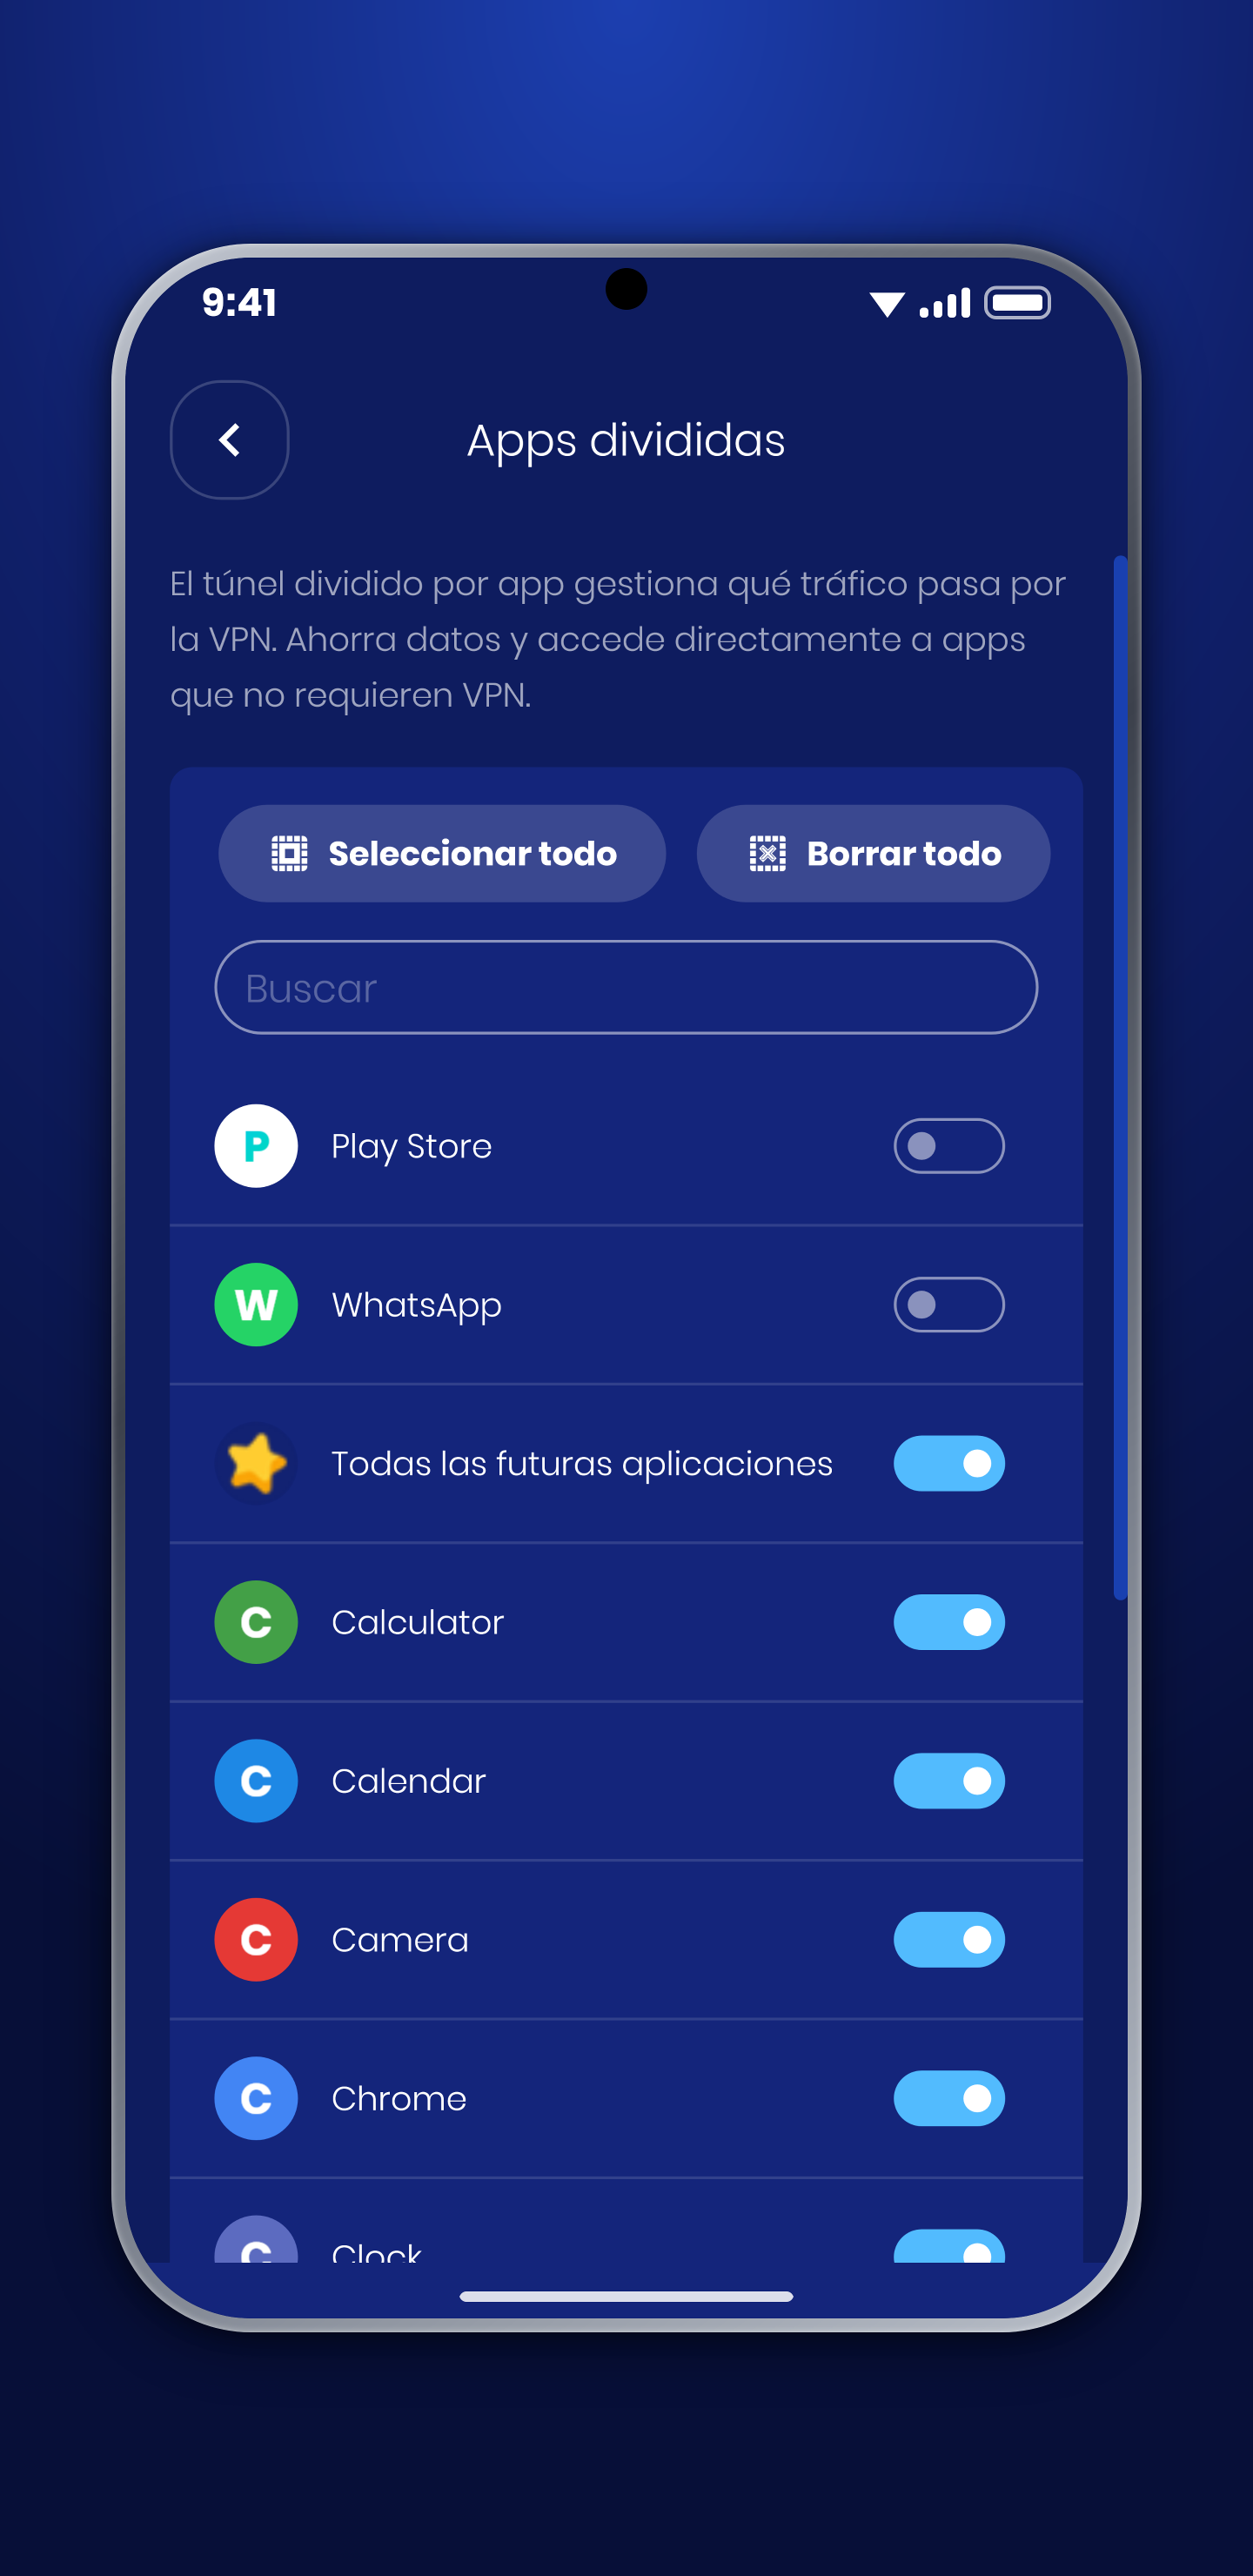 9:41
Apps divididas
El túnel dividido por app gestiona qué tráfico pasa por
la VPN. Ahorra datos y accede directamente a apps
que no requieren VPN.
Seleccionar todo
Borrar todo
Buscar
P
Play Store
W
WhatsApp
Todas las futuras aplicaciones
C
Calculator
C
Calendar
C
Camera
C
Chrome
C
Clock